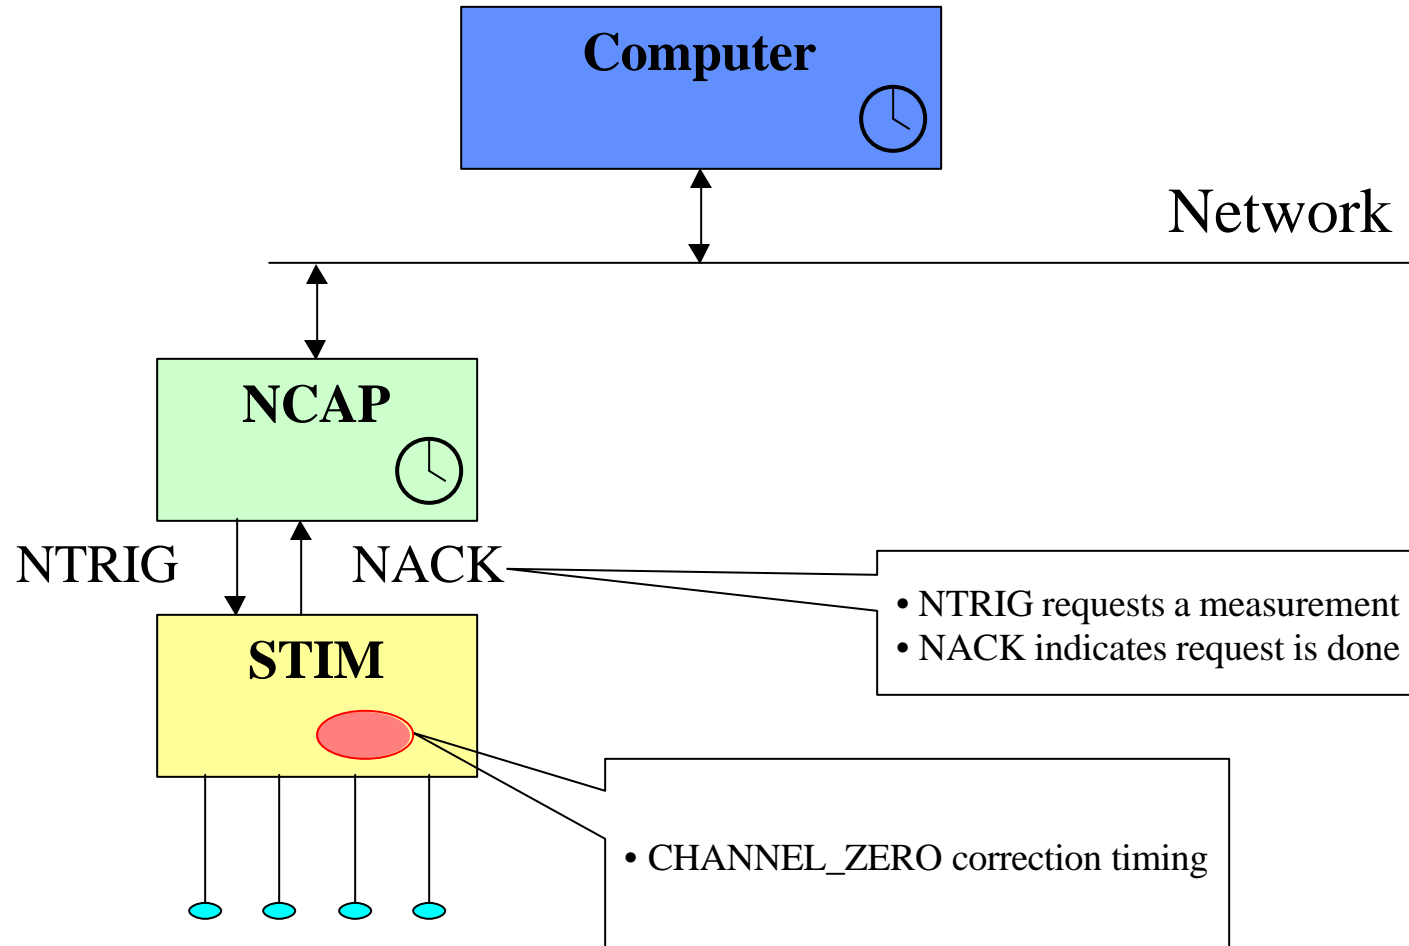 Computer
Network
NCAP
NTRIG
NACK
• NTRIG requests a measurement
• NACK indicates request is done
STIM
• CHANNEL_ZERO correction timing